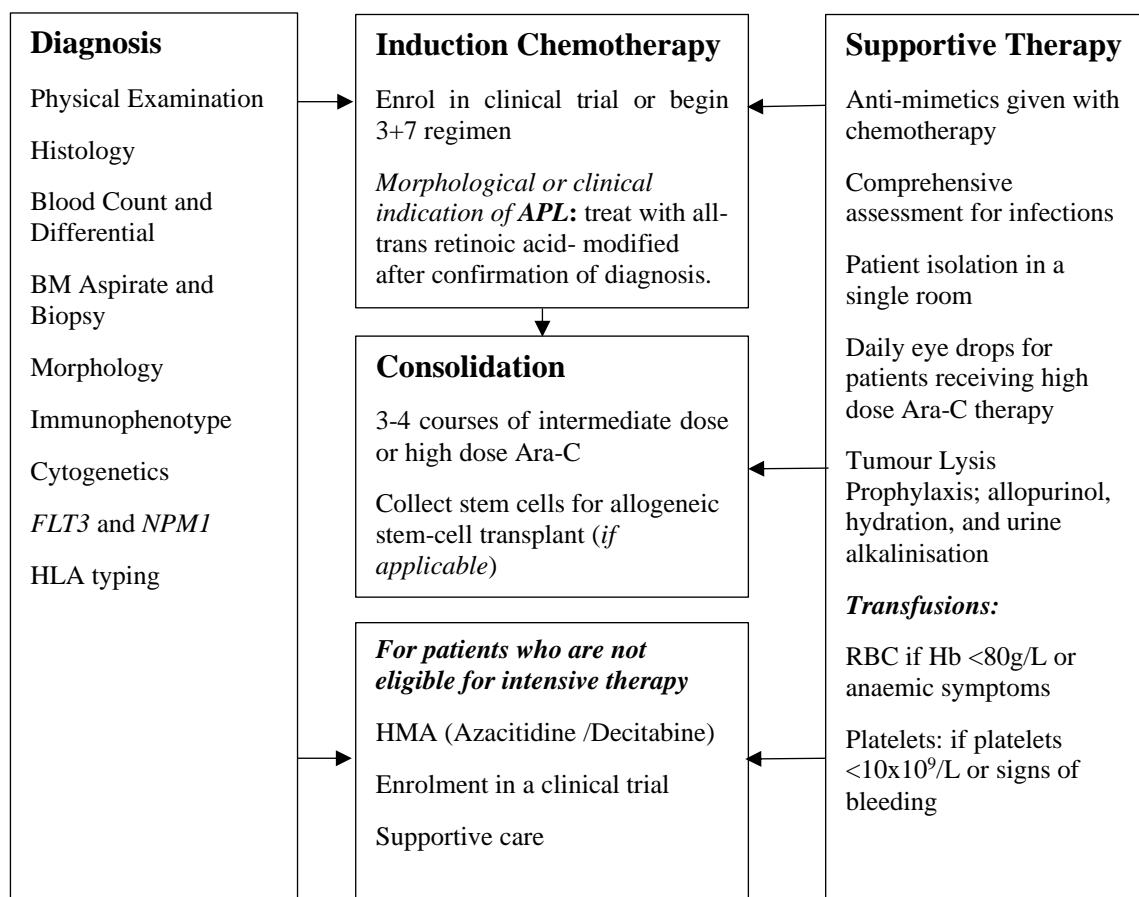 Diagnosis
Physical Examination
Histology
Blood Count and
Differential
BM Aspirate and
Biopsy
Morphology
Immunophenotype
Cytogenetics
FLT3 and NPM1
HLA typing
Induction Chemotherapy
Enrol in clinical trial or begin
3+7 regimen
Morphological or clinical
indication of APL: treat with all-
trans retinoic acid- modified
after confirmation of diagnosis.
Consolidation
3-4 courses of intermediate dose
or high dose Ara-C
Collect stem cells for allogeneic
stem-cell transplant (if
applicable)
For patients who are not
eligible for intensive therapy
HMA (Azacitidine /Decitabine)
Enrolment in a clinical trial
Supportive care
Supportive Therapy
Anti-mimetics given with
chemotherapy
Comprehensive
assessment for infections
Patient isolation in a
single room
Daily eye drops for
patients receiving high
dose Ara-C therapy
Tumour Lysis
Prophylaxis; allopurinol,
hydration, and urine
alkalinisation
Transfusions:
RBC if Hb <80g/L or
anaemic symptoms
Platelets: if platelets
<10x10⁹/L or signs of
bleeding